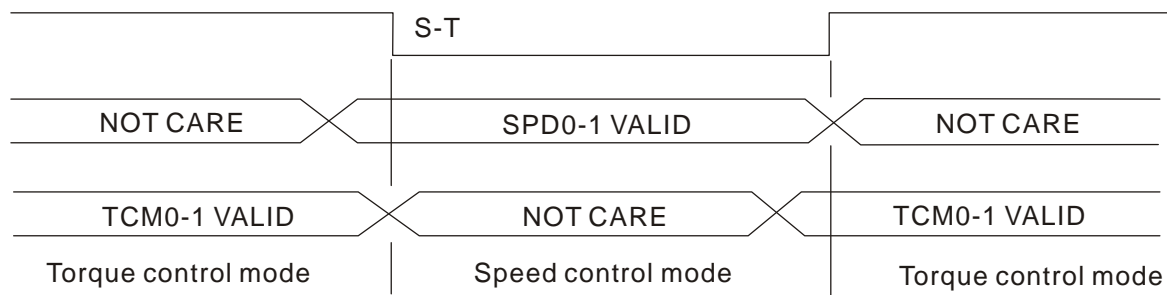 S-T
NOT CARE SPD0-1 VALID NOT CARE
TCM0-1 VALID NOT CARE TCM0-1 VALID
Torque control mode Speed control mode Torque control mode